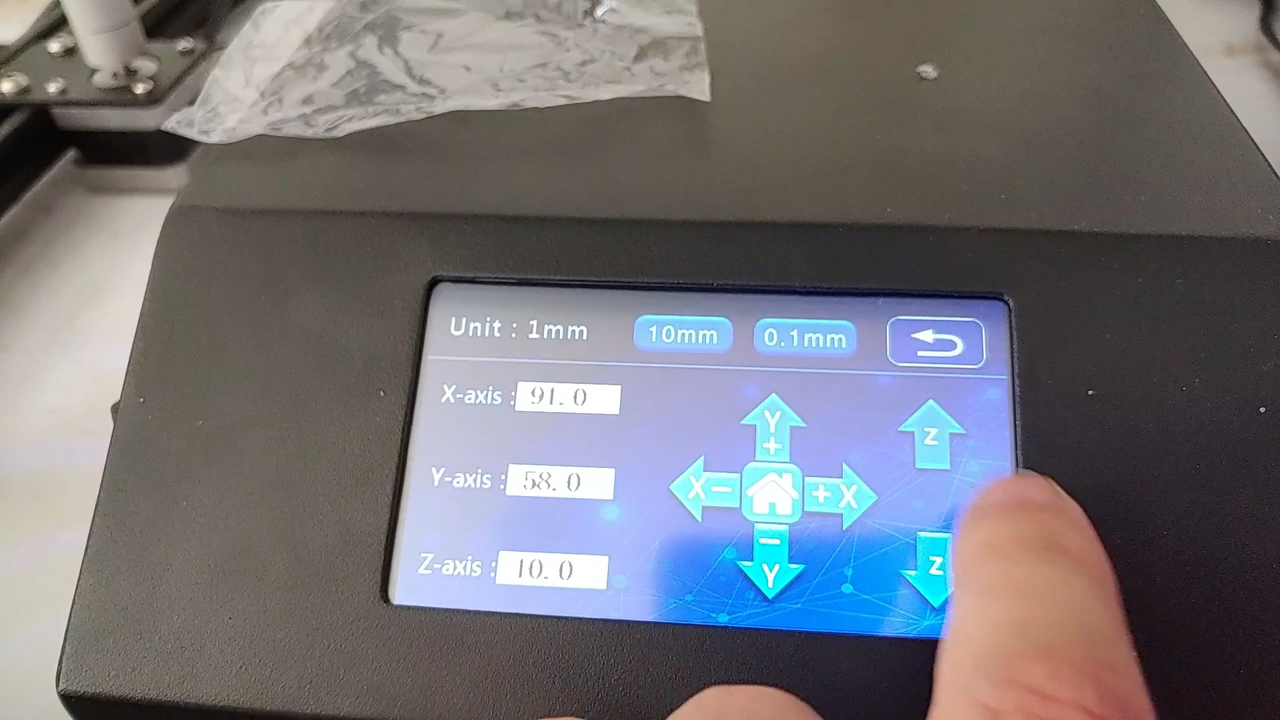 Unit : 1mm 10mm 0.1mm
X-axis : 91.0
Y-axis : 58.0
Z-axis : 10.0
Y +
Z
X − + X
− Y
Z